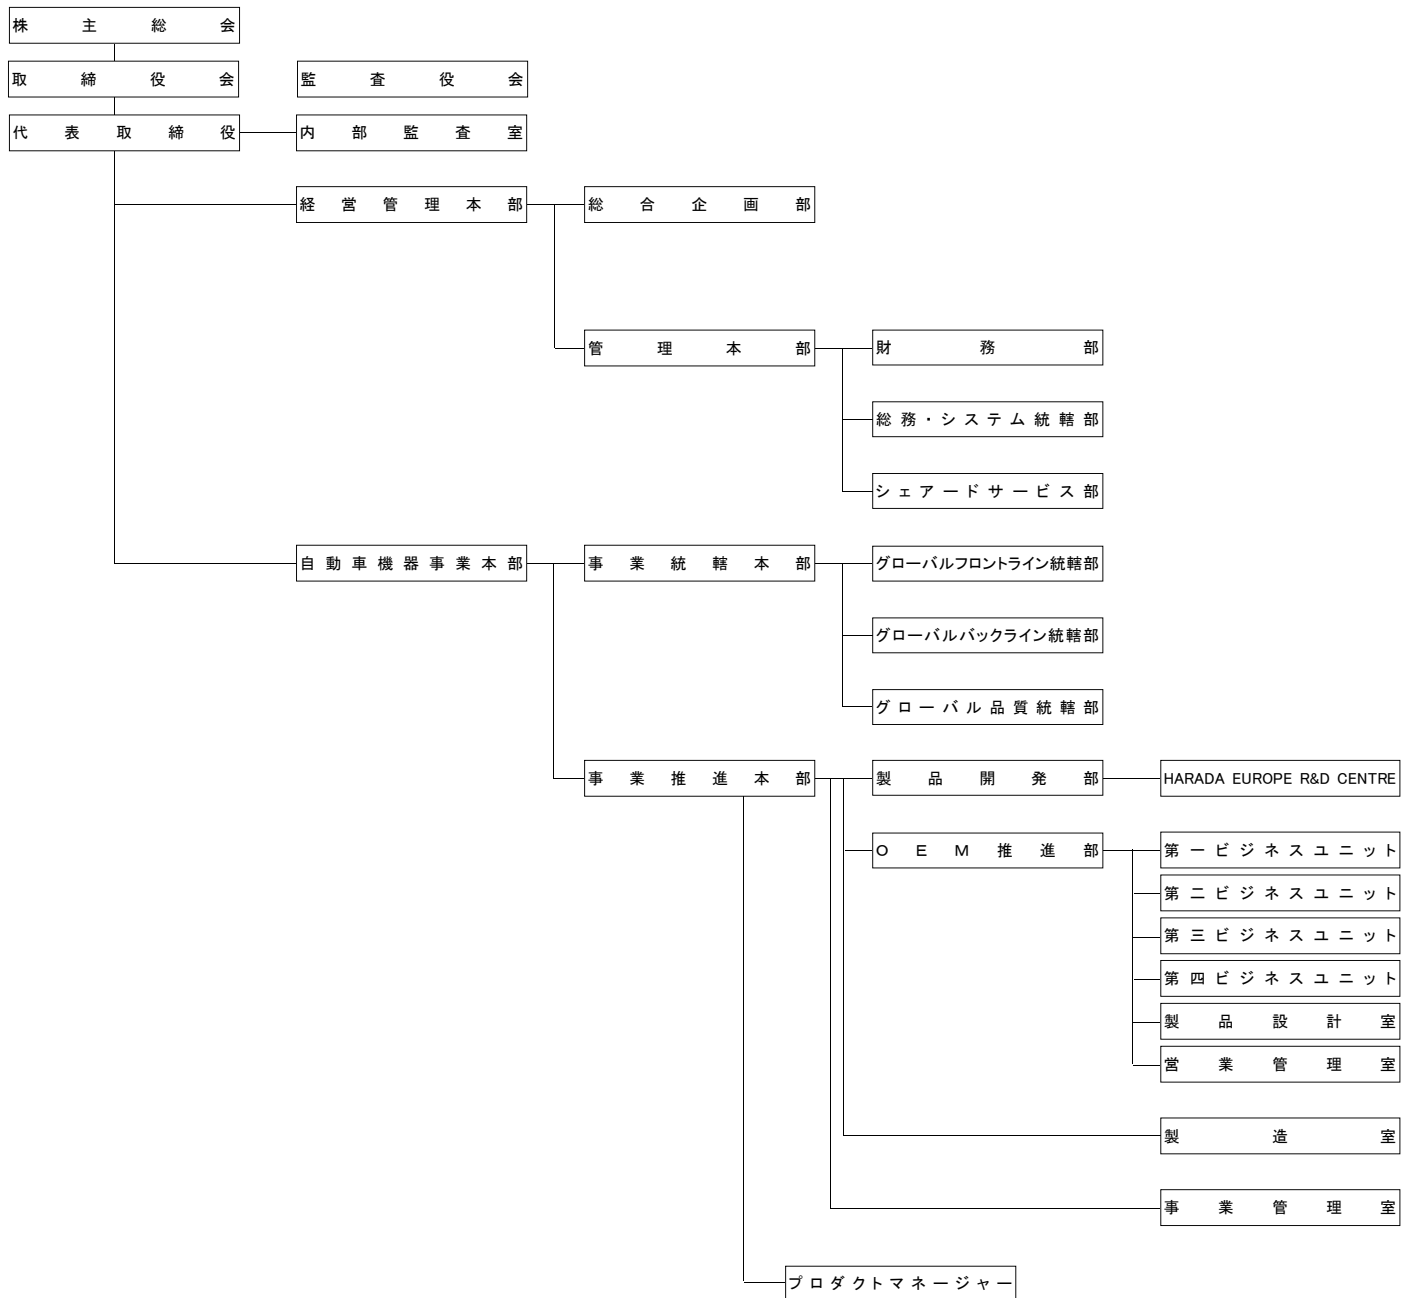 株主総会
取締役会
監査役会
代表取締役
内部監査室
経営管理本部
総合企画部
管理本部
財務部
総務・システム統轄部
シェアードサービス部
自動車機器事業本部
事業統轄本部
グローバルフロントライン統轄部
グローバルバックライン統轄部
グローバル品質統轄部
事業推進本部
製品開発部
HARADA EUROPE R&D CENTRE
OEM推進部
第一ビジネスユニット
第二ビジネスユニット
第三ビジネスユニット
第四ビジネスユニット
製品設計室
営業管理室
製造室
事業管理室
プロダクトマネージャー